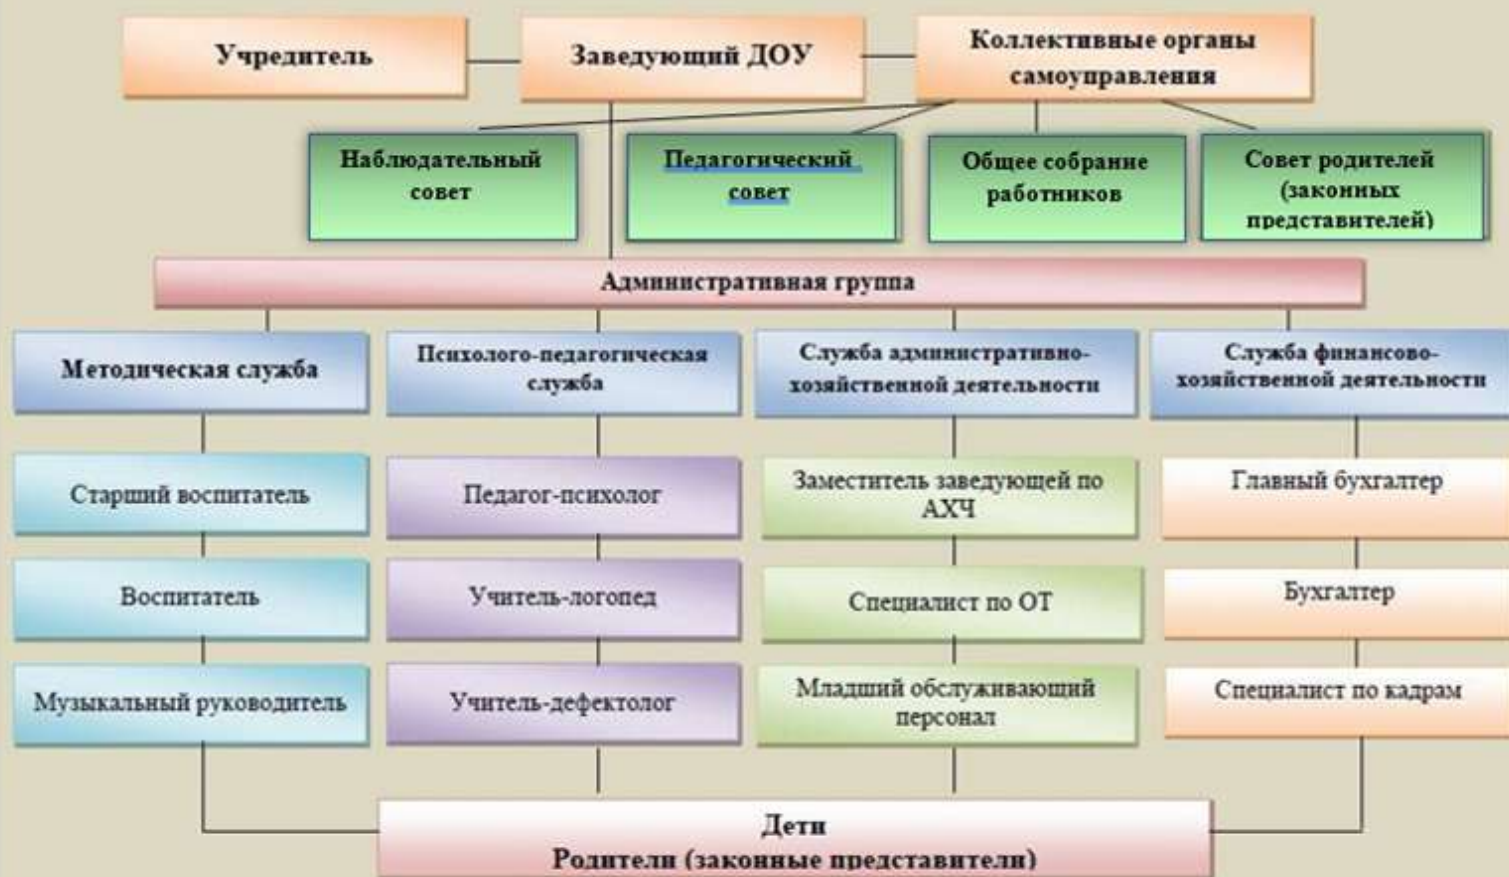 Учредитель
Заведующий ДОУ
Коллективные органы
самоуправления
Наблюдательный
совет
Педагогический
совет
Общее собрание
работников
Совет родителей
(законных
представителей)
Административная группа
Методическая служба
Психолого-педагогическая
служба
Служба административно-
хозяйственной деятельности
Служба финансово-
хозяйственной деятельности
Старший воспитатель
Педагог-психолог
Заместитель заведующей по
АХЧ
Главный бухгалтер
Воспитатель
Учитель-логопед
Специалист по ОТ
Бухгалтер
Музыкальный руководитель
Учитель-дефектолог
Младший обслуживающий
персонал
Специалист по кадрам
Дети
Родители (законные представители)